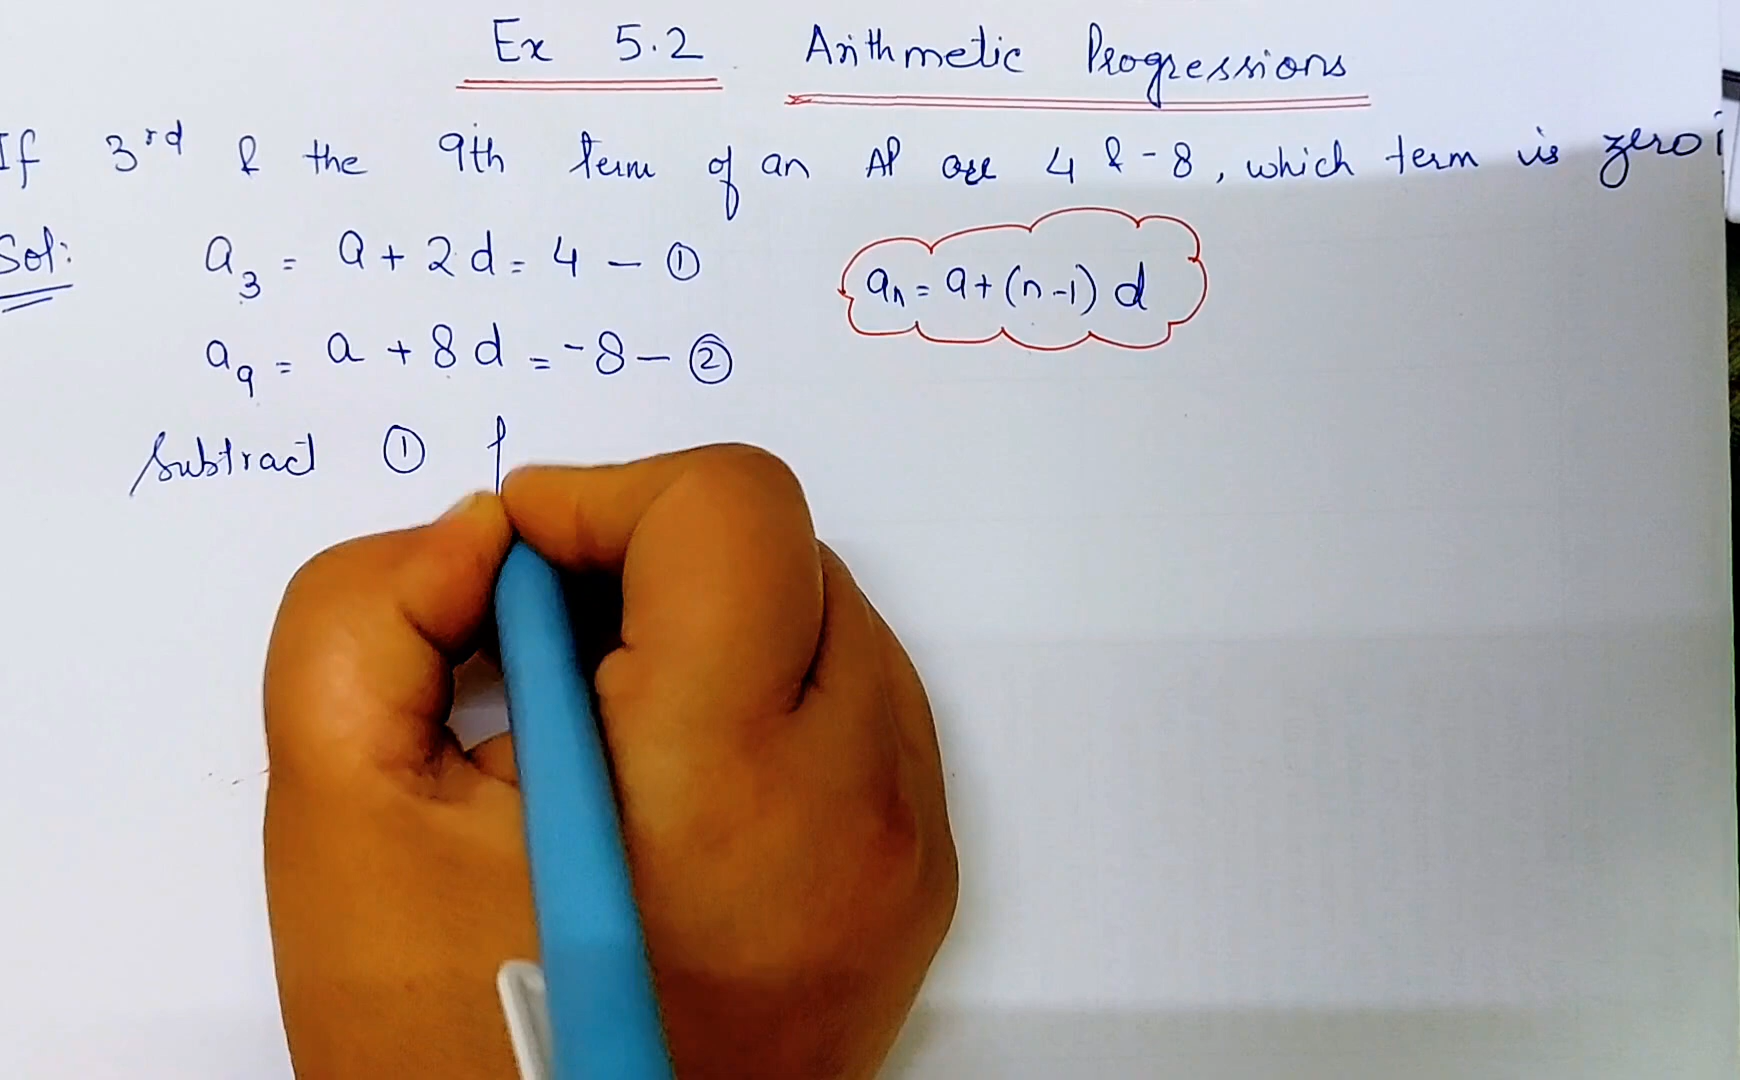 Ex 5.2 Arithmetic Progressions
If 3rd & the 9th term of an AP are 4 & -8, which term is zero
Sol: a₃ = a + 2d = 4 - ①
aₙ = a + (n-1) d
a₉ = a + 8d = -8 - ②
Subtract ① f